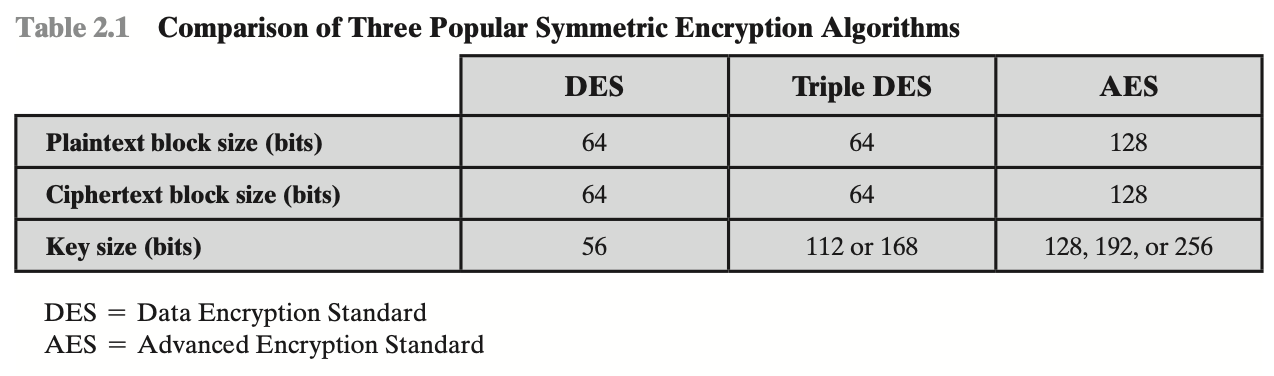 Table 2.1 Comparison of Three Popular Symmetric Encryption Algorithms
DES Triple DES AES
Plaintext block size (bits) 64 64 128
Ciphertext block size (bits) 64 64 128
Key size (bits) 56 112 or 168 128, 192, or 256
DES = Data Encryption Standard
AES = Advanced Encryption Standard